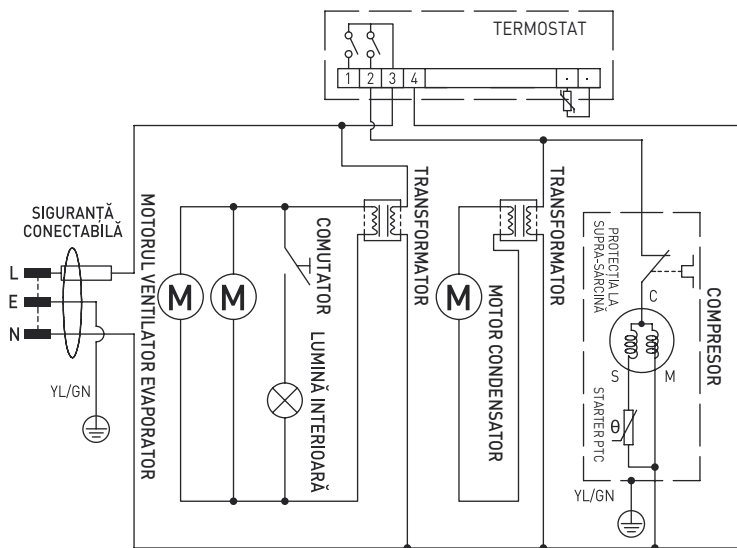 TERMOSTAT
1 2 3 4
SIGURANȚĂ
CONECTABILĂ
L
E
N
YL/GN
MOTORUL VENTILATOR EVAPORATOR
M
M
COMUTATOR
LUMINĂ INTERIOARĂ
TRANSFORMATOR
M
MOTOR CONDENSATOR
TRANSFORMATOR
PROTECȚIA LA
SUPRA-SARCINĂ
C
S
M
STARTER PTC
θ
COMPRESOR
YL/GN